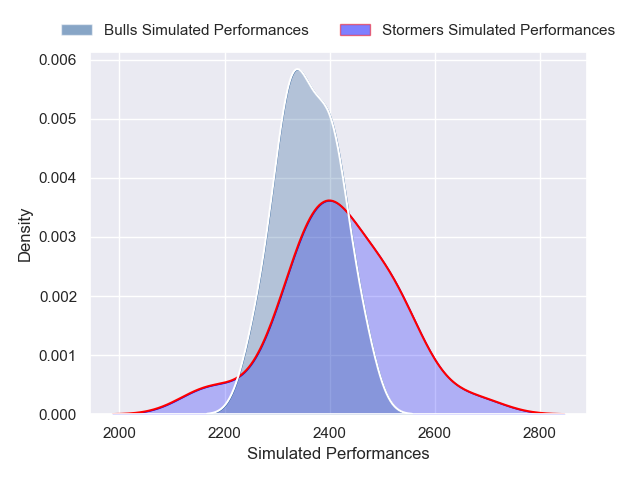 Bulls Simulated Performances Stormers Simulated Performances
0.006
0.005
0.004
0.003
0.002
0.001
0.000
Density
2000 2200 2400 2600 2800
Simulated Performances